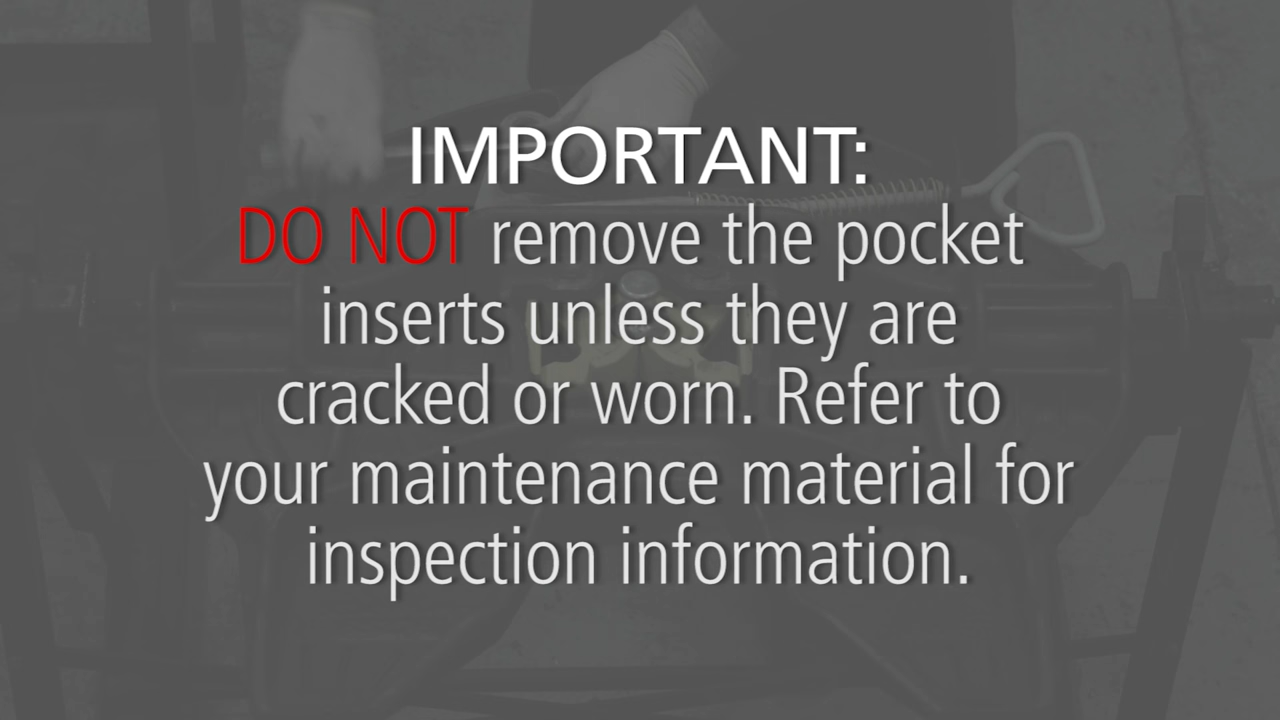 IMPORTANT:
DO NOT remove the pocket
inserts unless they are
cracked or worn. Refer to
your maintenance material for
inspection information.